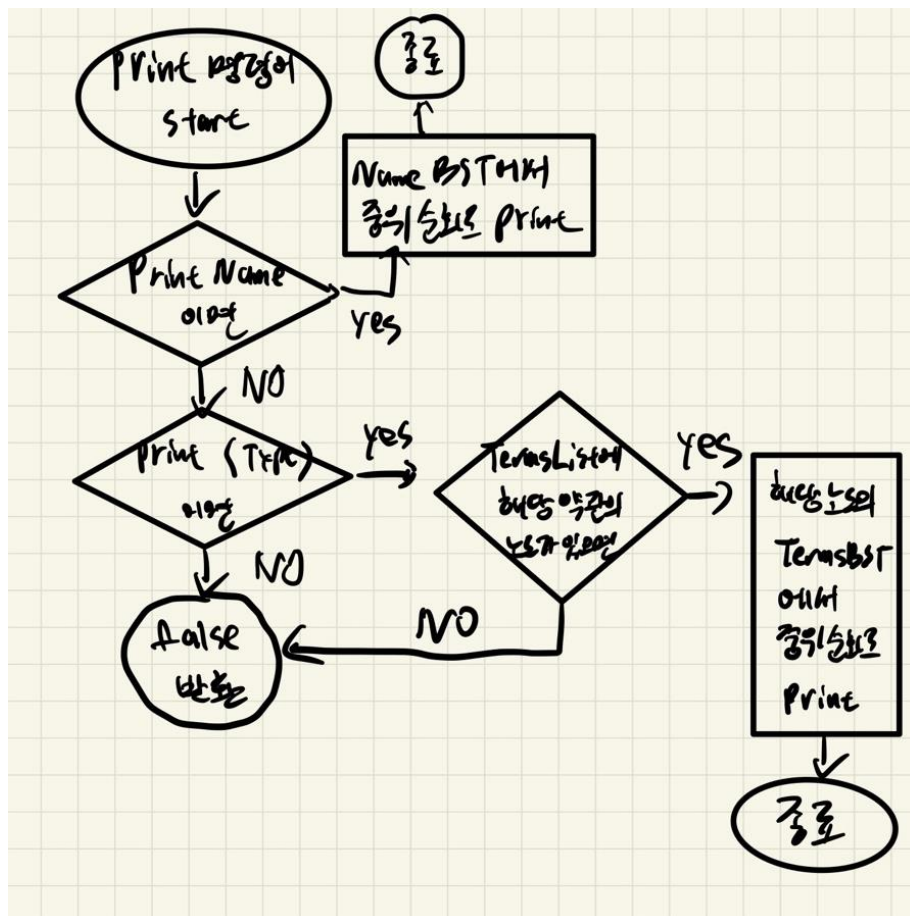 Print 명령어
start
종료
Name BST에서
중위 순회로 print
Print Name
이면
yes
NO
print (Type)
이면
yes
TermsList에
해당 약관의
노드가 있으면
yes
해당 노드의
TermsBST
에서
중위순회로
Print
NO
NO
false
반환
종료